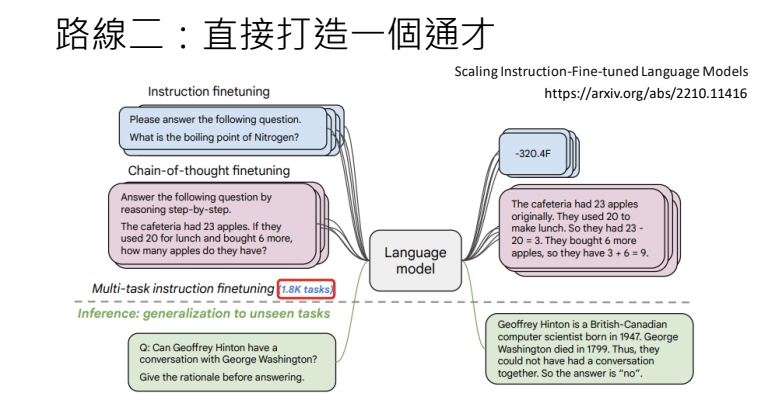 路線二：直接打造一個通才
Scaling Instruction-Fine-tuned Language Models
https://arxiv.org/abs/2210.11416
Instruction finetuning
Please answer the following question.
What is the boiling point of Nitrogen?
-320.4F
Chain-of-thought finetuning
Answer the following question by
reasoning step-by-step.
The cafeteria had 23 apples. If they
used 20 for lunch and bought 6 more,
how many apples do they have?
Language
model
The cafeteria had 23 apples
originally. They used 20 to
make lunch. So they had 23 -
20 = 3. They bought 6 more
apples, so they have 3 + 6 = 9.
Multi-task instruction finetuning (1.8K tasks)
Inference: generalization to unseen tasks
Q: Can Geoffrey Hinton have a
conversation with George Washington?
Give the rationale before answering.
Geoffrey Hinton is a British-Canadian
computer scientist born in 1947. George
Washington died in 1799. Thus, they
could not have had a conversation
together. So the answer is “no”.